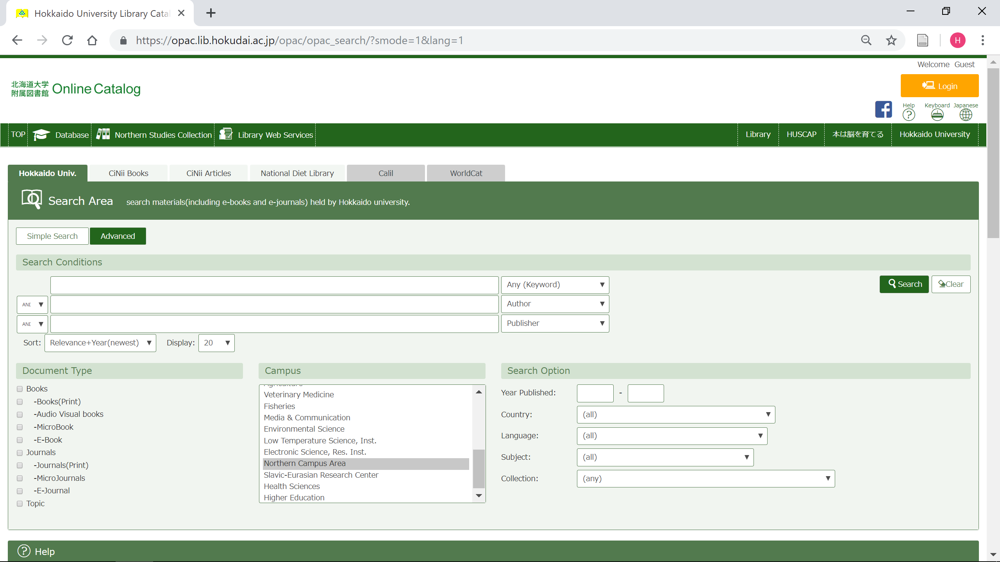 Hokkaido University Library Cata
https://opac.lib.hokudai.ac.jp/opac/opac_search/?smode=1&lang=1
H
Welcome Guest
北海道大学
附属図書館
Online Catalog
Login
Help
Keyboard
Japanese
TOP
Database
Northern Studies Collection
Library Web Services
Library
HUSCAP
本は脳を育てる
Hokkaido University
Hokkaido Univ.
CiNii Books
CiNii Articles
National Diet Library
Calil
WorldCat
Search Area
search materials(including e-books and e-journals) held by Hokkaido university.
Simple Search
Advanced
Search Conditions
Any (Keyword)
Search
Clear
AND
Author
AND
Publisher
Sort:
Relevance+Year(newest)
Display:
20
Document Type
Books
-Books(Print)
-Audio Visual books
-MicroBook
-E-Book
Journals
-Journals(Print)
-MicroJournals
-E-Journal
Topic
Campus
Agriculture
Veterinary Medicine
Fisheries
Media & Communication
Environmental Science
Low Temperature Science, Inst.
Electronic Science, Res. Inst.
Northern Campus Area
Slavic-Eurasian Research Center
Health Sciences
Higher Education
Search Option
Year Published:
-
Country:
(all)
Language:
(all)
Subject:
(all)
Collection:
(any)
? Help